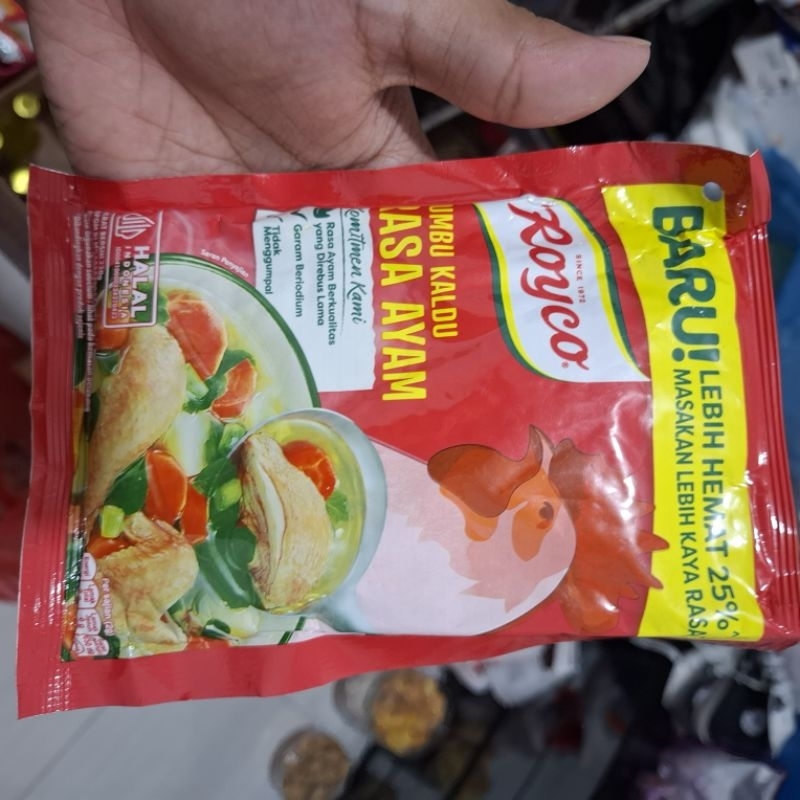 BARU! LEBIH HEMAT 25%
MASAKAN LEBIH KAYA RASA
Royco
SINCE 1972
BUMBU KALDU
RASA AYAM
Komitmen Kami
Rasa Ayam Berkualitas
yang Direbus Lama
Garam Beriodium
Tidak
Menggumpal
Saran Penyajian
HALAL
INDONESIA